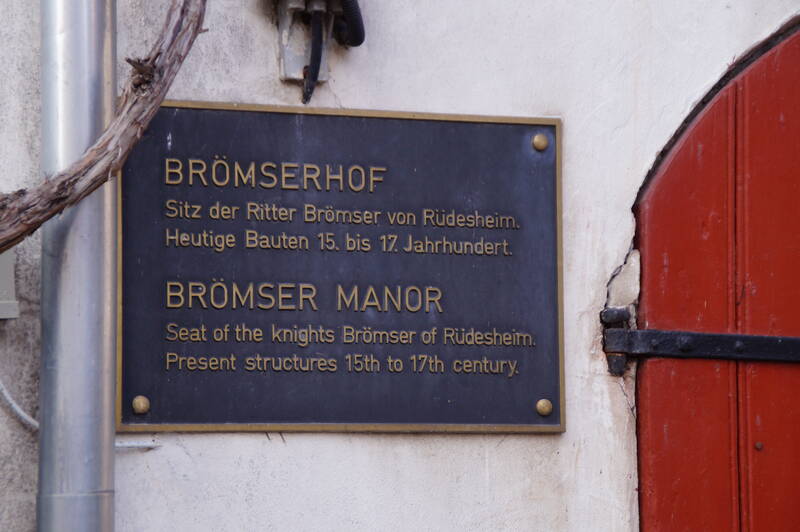 BRÖMSERHOF
Sitz der Ritter Brömser von Rüdesheim.
Heutige Bauten 15. bis 17. Jahrhundert.
BRÖMSER MANOR
Seat of the knights Brömser of Rüdesheim.
Present structures 15th to 17th century.